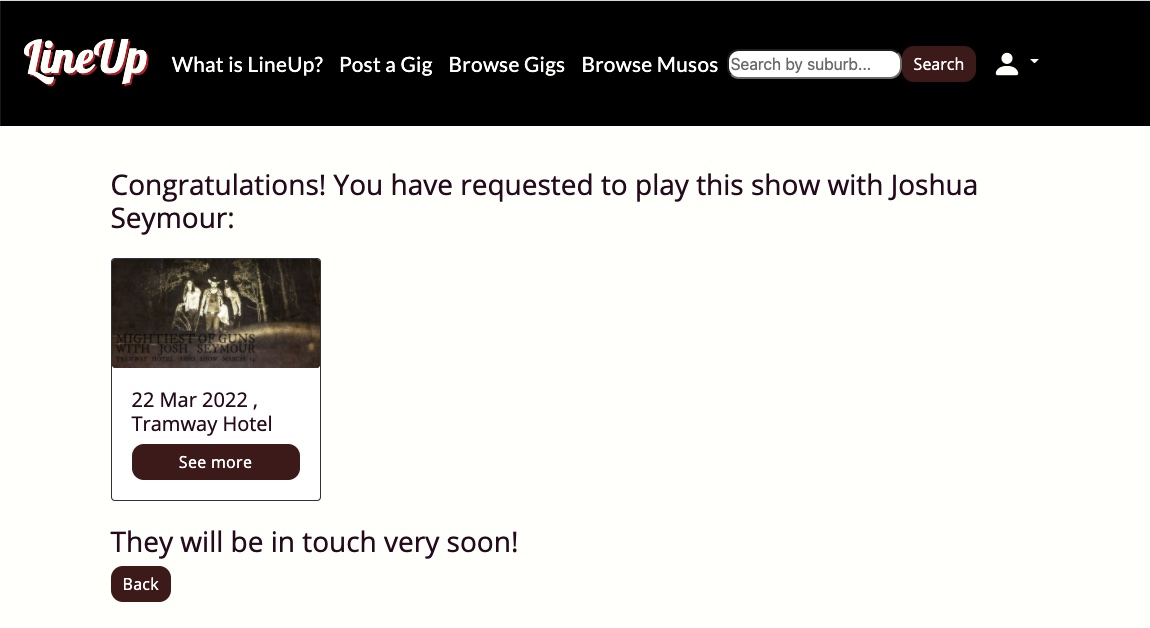 LineUp
What is LineUp? Post a Gig Browse Gigs Browse Musos Search by suburb... Search
Congratulations! You have requested to play this show with Joshua
Seymour:
MIGHTIEST OF GUNS
WITH JOSH SEYMOUR
TRAMWAY HOTEL
22 Mar 2022 ,
Tramway Hotel
See more
They will be in touch very soon!
Back